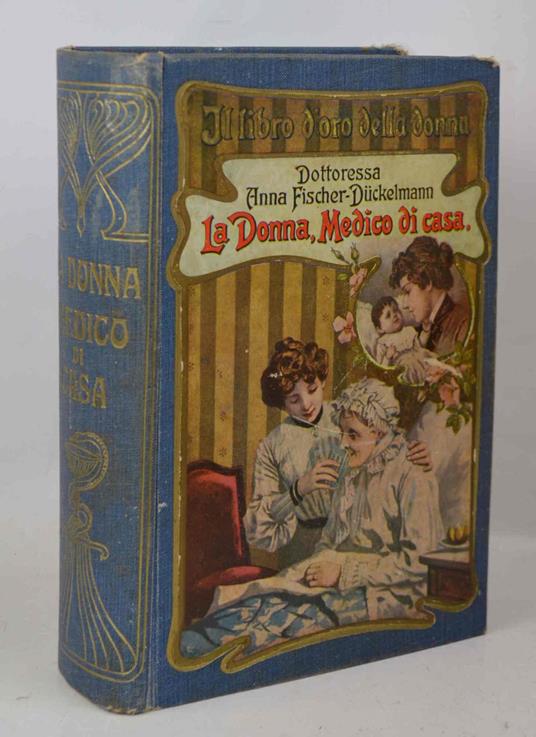 Il libro d'oro della donna
Dottoressa
Anna Fischer-Dückelmann
La Donna, Medico di casa.
LA DONNA
MEDICO
DI
CASA